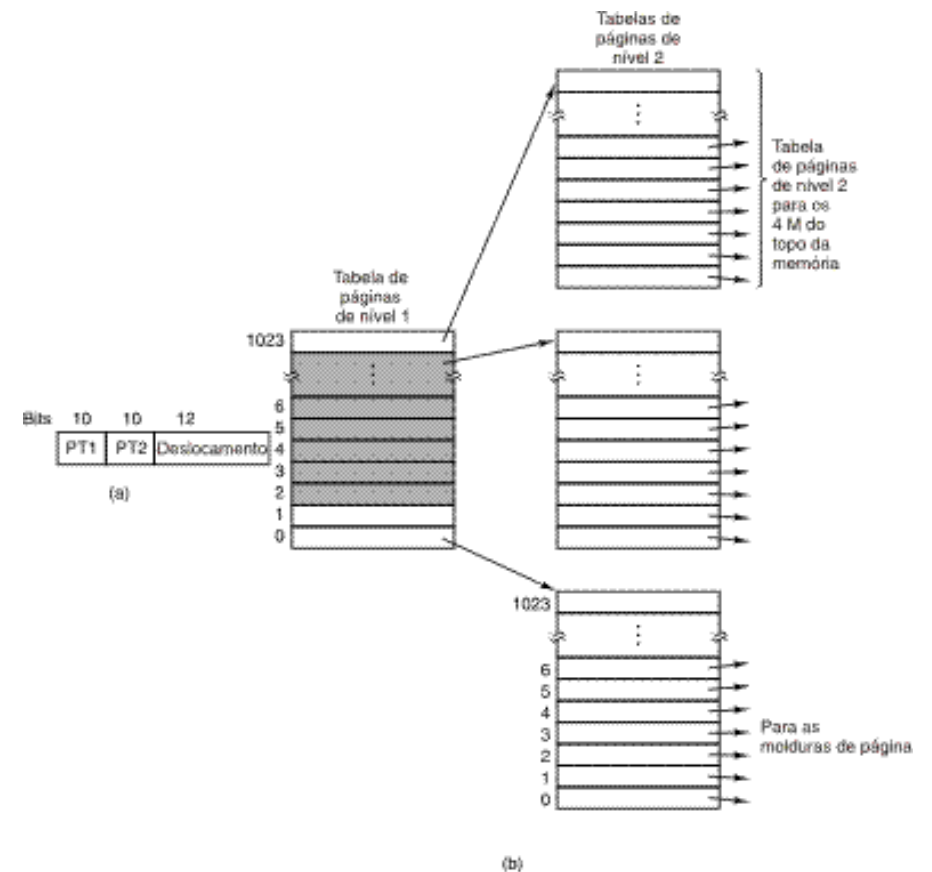 Tabelas de
páginas de
nível 2
Tabela
de páginas
de nível 2
para os
4 M do
topo da
memória
Tabela de
páginas
de nível 1
1023
6
5
4
3
2
1
0
Bits 10 10 12
PT1 PT2 Deslocamento
(a)
1023
6
5
4
3
2
1
0
Para as
molduras de página
(b)